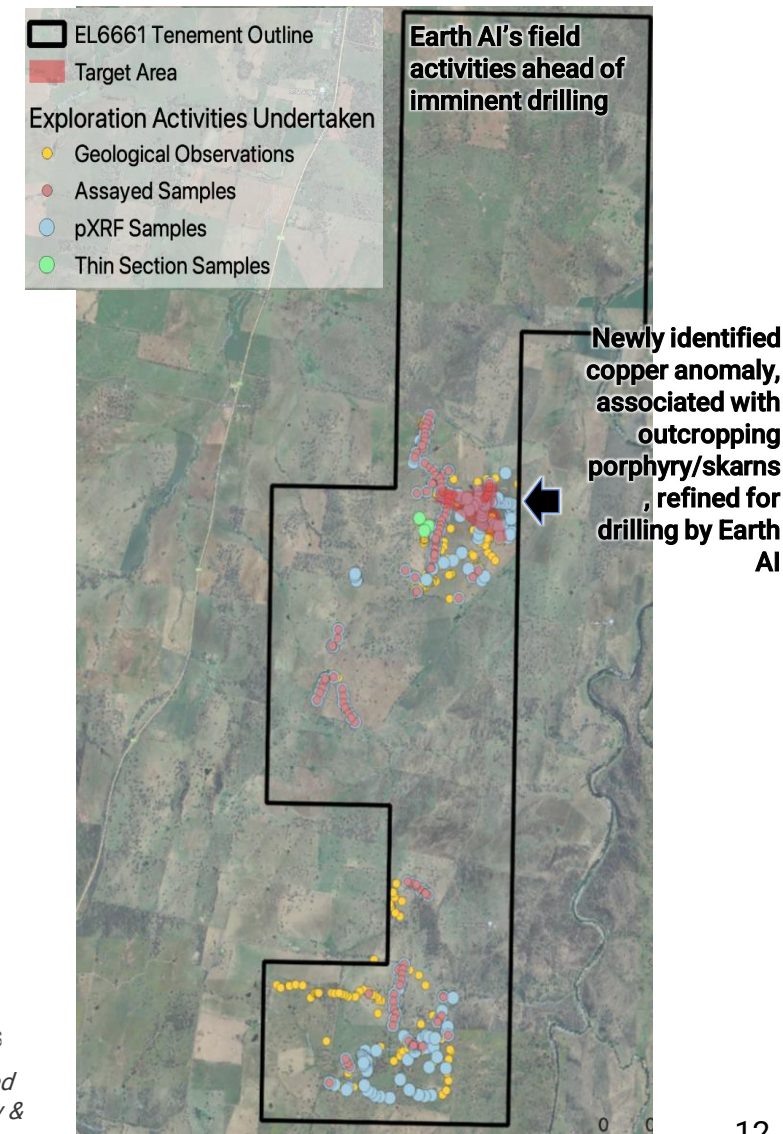 EL6661 Tenement Outline
Target Area
Exploration Activities Undertaken
Geological Observations
Assayed Samples
pXRF Samples
Thin Section Samples
Earth AI's field
activities ahead of
imminent drilling
Newly identified
copper anomaly,
associated with
outcropping
porphyry/skarns
, refined for
drilling by Earth
AI
&
0
12